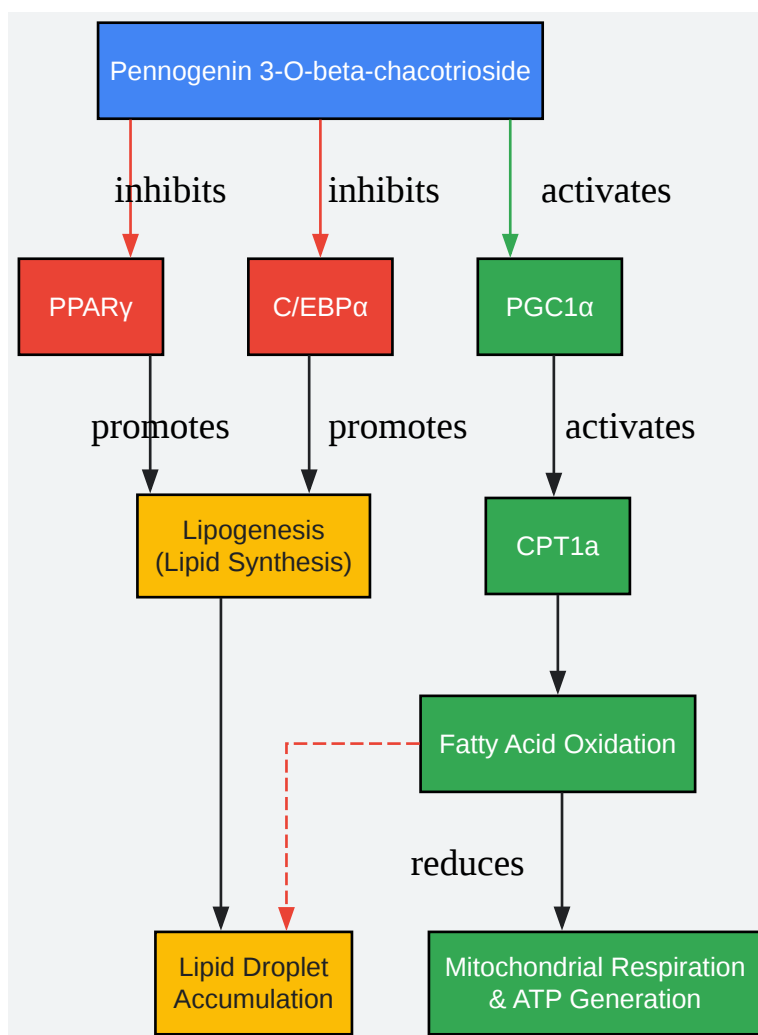 Pennogenin 3-O-beta-chacotrioside
inhibits
inhibits
activates
PPARγ
C/EBPα
PGC1α
promotes
promotes
activates
Lipogenesis
(Lipid Synthesis)
CPT1a
Fatty Acid Oxidation
reduces
Lipid Droplet
Accumulation
Mitochondrial Respiration
& ATP Generation